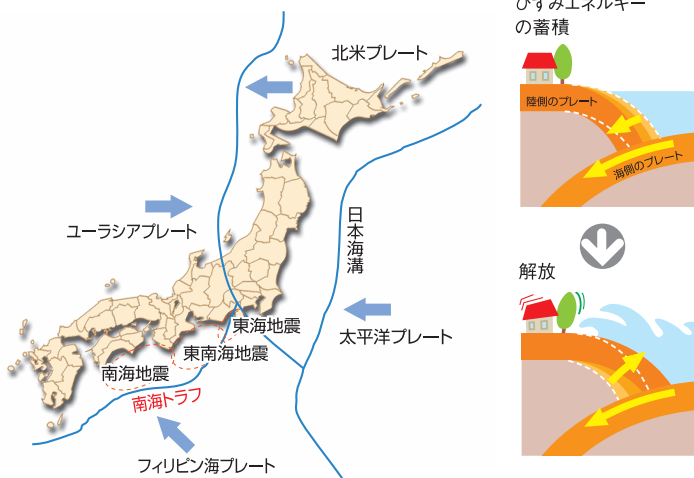 北米プレート
ユーラシアプレート
日本海溝
太平洋プレート
東海地震
東南海地震
南海地震
南海トラフ
フィリピン海プレート
ひずみエネルギー
の蓄積
陸側のプレート
海側のプレート
解放